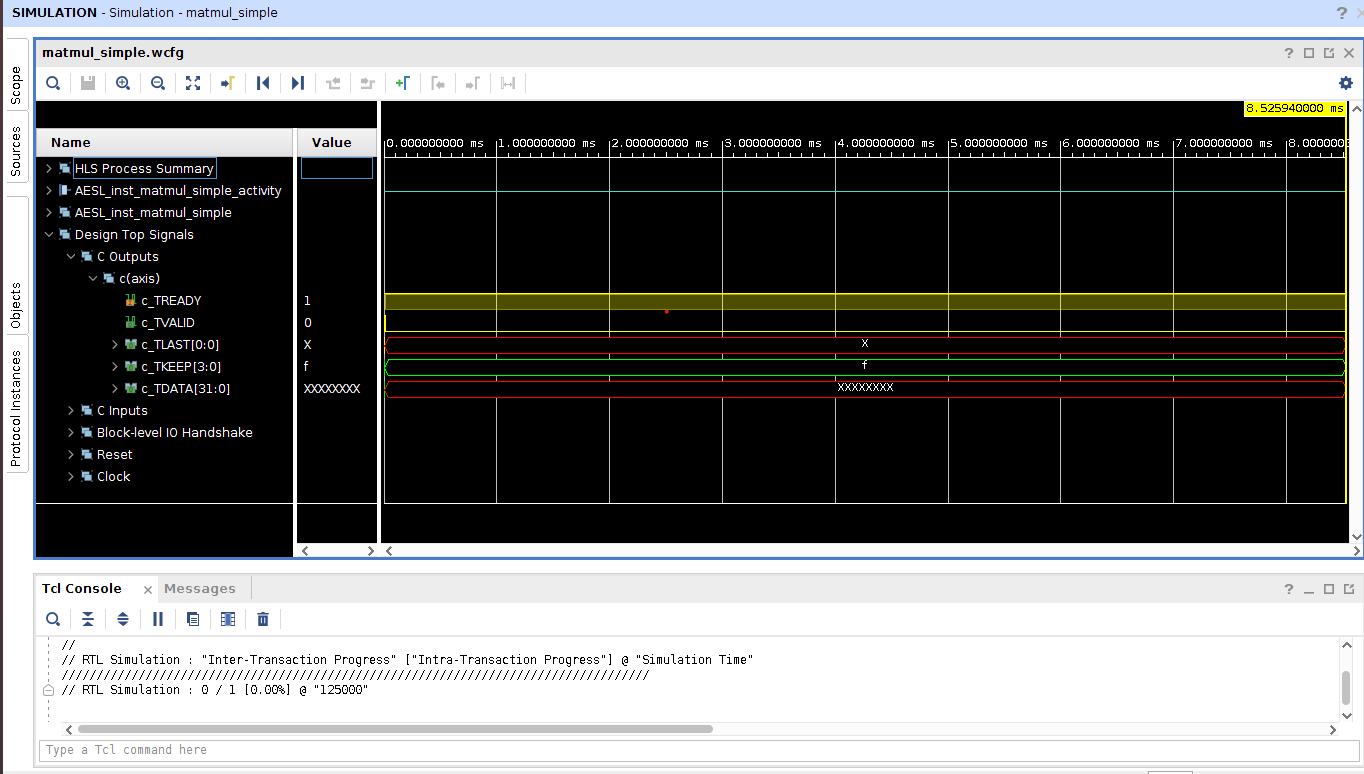 SIMULATION - Simulation - matmul_simple
?
matmul_simple.wcfg
?
Scope
Sources
Objects
Protocol Instances
8.525940000 ms
Name Value
0.000000000 ms 1.000000000 ms 2.000000000 ms 3.000000000 ms 4.000000000 ms 5.000000000 ms 6.000000000 ms 7.000000000 ms 8.00000
HLS Process Summary
AESL_inst_matmul_simple_activity
AESL_inst_matmul_simple
Design Top Signals
C Outputs
c(axis)
c_TREADY 1
c_TVALID 0
c_TLAST[0:0] X X
c_TKEEP[3:0] f f
c_TDATA[31:0] XXXXXXXX XXXXXXXX
C Inputs
Block-level IO Handshake
Reset
Clock
Tcl Console Messages
?
//
// RTL Simulation : "Inter-Transaction Progress" ["Intra-Transaction Progress"] @ "Simulation Time"
////////////////////////////////////////////////////////////////////////////////////
// RTL Simulation : 0 / 1 [0.00%] @ "125000"
Type a Tcl command here